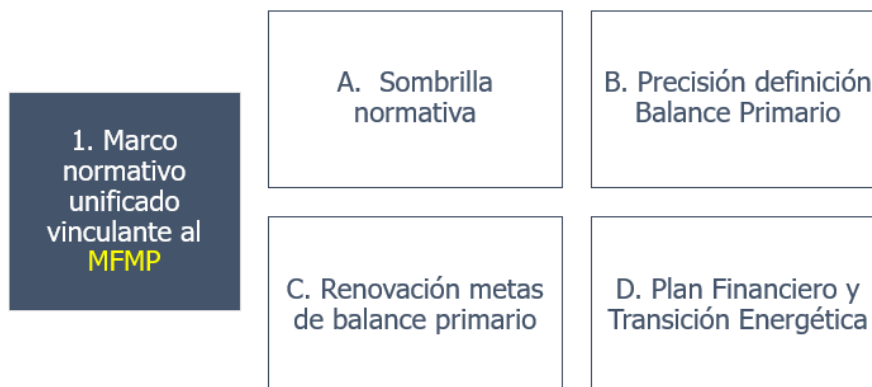 1. Marco
normativo
unificado
vinculante al
MFMP
A. Sombrilla
normativa
B. Precisión definición
Balance Primario
C. Renovación metas
de balance primario
D. Plan Financiero y
Transición Energética